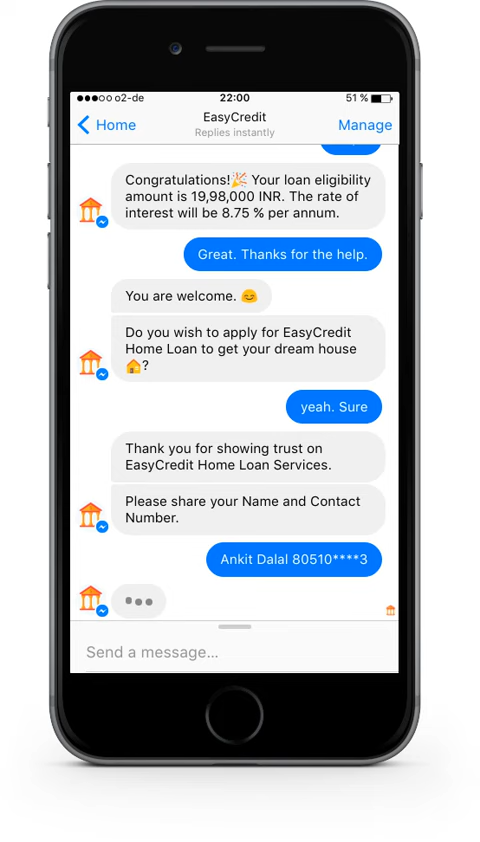 ●●●○○ o2-de 22:00 51 %
Home EasyCredit Manage
Replies instantly
Congratulations!🎉 Your loan eligibility
amount is 19,98,000 INR. The rate of
interest will be 8.75 % per annum.
Great. Thanks for the help.
You are welcome. 😊
Do you wish to apply for EasyCredit
Home Loan to get your dream house
🏠?
yeah. Sure
Thank you for showing trust on
EasyCredit Home Loan Services.
Please share your Name and Contact
Number.
Ankit Dalal 80510****3
Send a message...